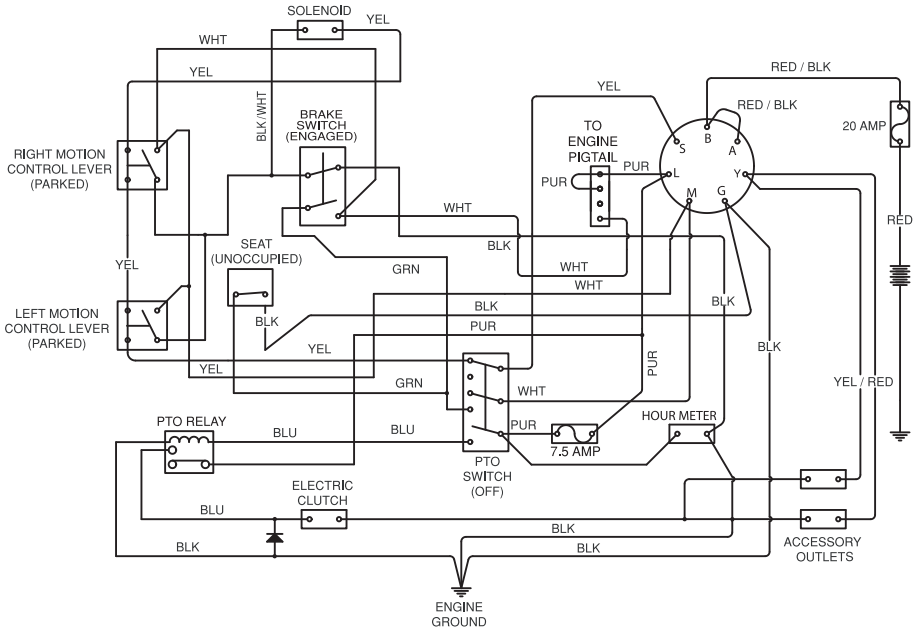 SOLENOID
YEL
WHT
YEL
RED / BLK
YEL
BLK /WHT
RED / BLK
BRAKE
SWITCH
(ENGAGED)
TO
ENGINE
PIGTAIL
20 AMP
B
S
A
RIGHT MOTION
CONTROL LEVER
(PARKED)
PUR
PUR
L
Y
M
G
WHT
RED
BLK
SEAT
(UNOCCUPIED)
YEL
GRN
WHT
WHT
BLK
BLK
LEFT MOTION
CONTROL LEVER
(PARKED)
BLK
PUR
YEL
BLK
YEL
PUR
GRN
WHT
YEL / RED
PTO RELAY
BLU
BLU
PUR
HOUR METER
7.5 AMP
PTO
SWITCH
(OFF)
ELECTRIC
CLUTCH
BLU
BLK
ACCESSORY
OUTLETS
BLK
BLK
ENGINE
GROUND